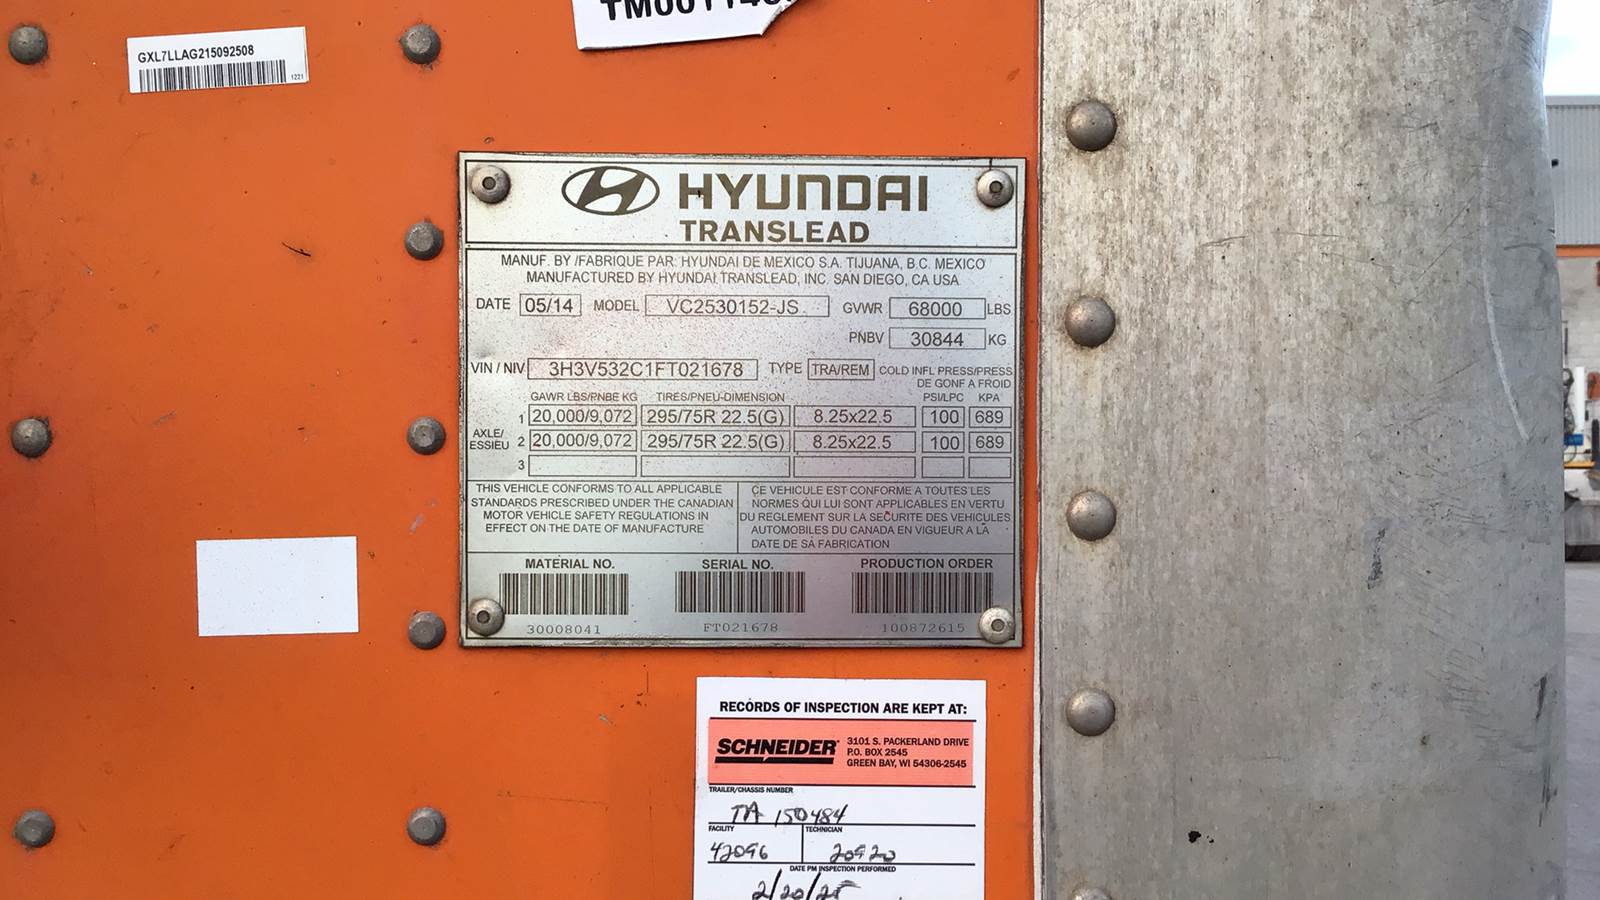 GXL7LLAG215092508
1221
HYUNDAI
TRANSLEAD
MANUF. BY /FABRIQUE PAR: HYUNDAI DE MEXICO S.A. TIJUANA, B.C. MEXICO
MANUFACTURED BY HYUNDAI TRANSLEAD, INC. SAN DIEGO, CA USA
DATE 05/14 MODEL VC2530152-JS GVWR 68000 LBS
PNBV 30844 KG
VIN / NIV 3H3V532C1FT021678 TYPE TRA/REM COLD INFL PRESS/PRESS
DE GONF A FROID
GAWR LBS/PNBE KG TIRES/PNEU-DIMENSION PSI/LPC KPA
1 20,000/9,072 295/75R 22.5(G) 8.25x22.5 100 689
AXLE/
ESSIEU 2 20,000/9,072 295/75R 22.5(G) 8.25x22.5 100 689
3
THIS VEHICLE CONFORMS TO ALL APPLICABLE
STANDARDS PRESCRIBED UNDER THE CANADIAN
MOTOR VEHICLE SAFETY REGULATIONS IN
EFFECT ON THE DATE OF MANUFACTURE
ÇE VEHICULE EST CONFORME A TOUTES LES
NORMES QUI LUI SONT APPLICABLES EN VERTU
DU REGLEMENT SUR LA SECURITE DES VEHICULES
AUTOMOBILES DU CANADA EN VIGUEUR A LA
DATE DE SA FABRICATION
MATERIAL NO. SERIAL NO. PRODUCTION ORDER
30008041 FT021678 100872615
RECORDS OF INSPECTION ARE KEPT AT:
SCHNEIDER
3101 S. PACKERLAND DRIVE
P.O. BOX 2545
GREEN BAY, WI 54306-2545
TRAILER/CHASSIS NUMBER
TA 150484
FACILITY TECHNICIAN
42096 20920
DATE PM INSPECTION PERFORMED
2/20/25